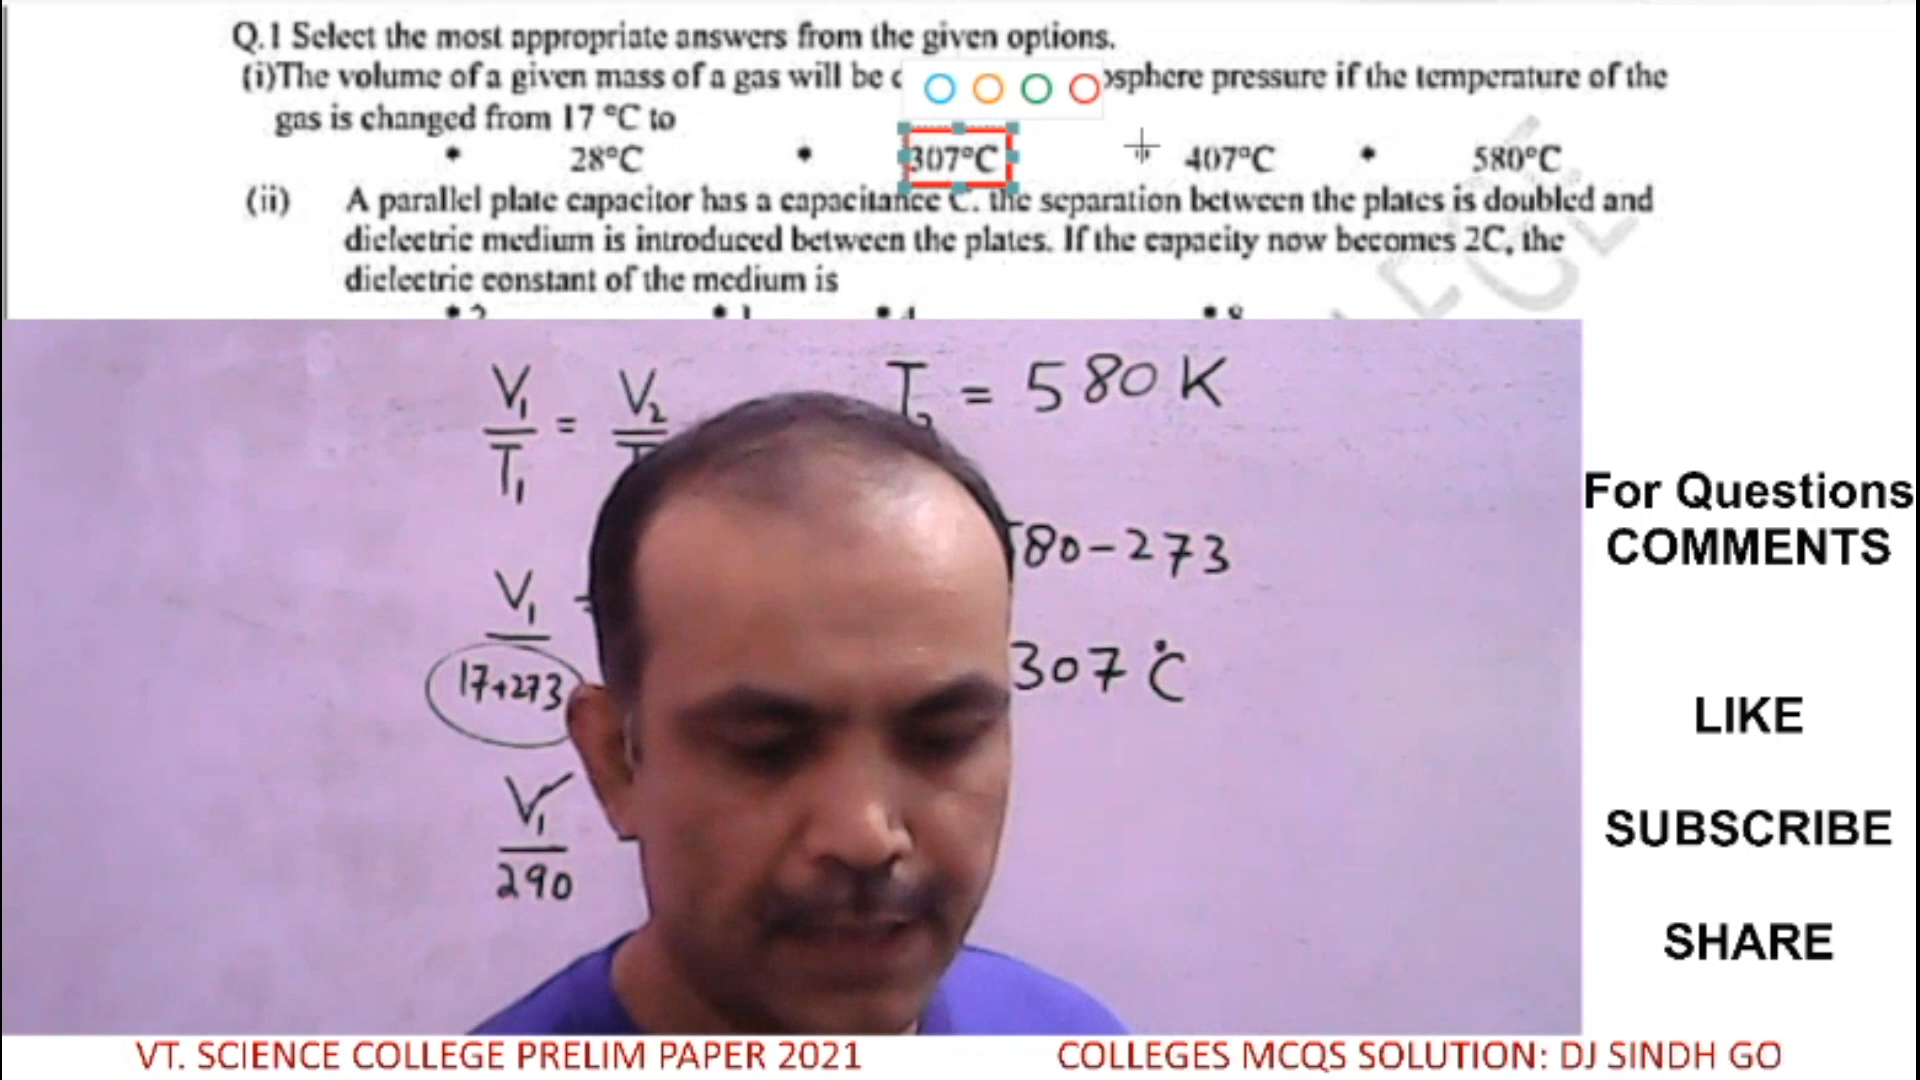 Q.1 Select the most appropriate answers from the given options.
(i)The volume of a given mass of a gas will be osphere pressure if the temperature of the
gas is changed from 17 °C to
• 28°C • 307°C 407°C • 580°C
(ii) A parallel plate capacitor has a capacitance C. the separation between the plates is doubled and
dielectric medium is introduced between the plates. If the capacity now becomes 2C, the
dielectric constant of the medium is
V₁/T₁ = V₂
= 580 K
80-273
V₁
17+273
307°C
V₁/290
For Questions
COMMENTS
LIKE
SUBSCRIBE
SHARE
VT. SCIENCE COLLEGE PRELIM PAPER 2021 COLLEGES MCQS SOLUTION: DJ SINDH GO